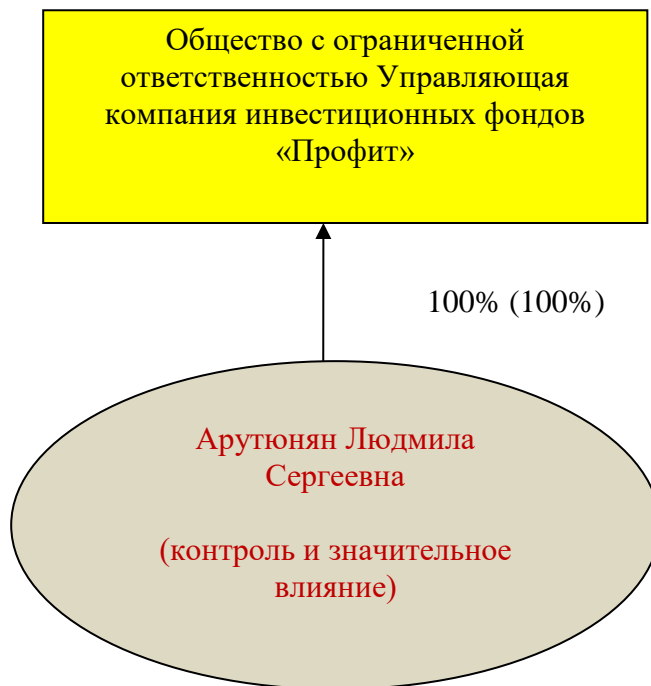 Общество с ограниченной
ответственностью Управляющая
компания инвестиционных фондов
«Профит»
100% (100%)
Арутюнян Людмила
Сергеевна
(контроль и значительное
влияние)